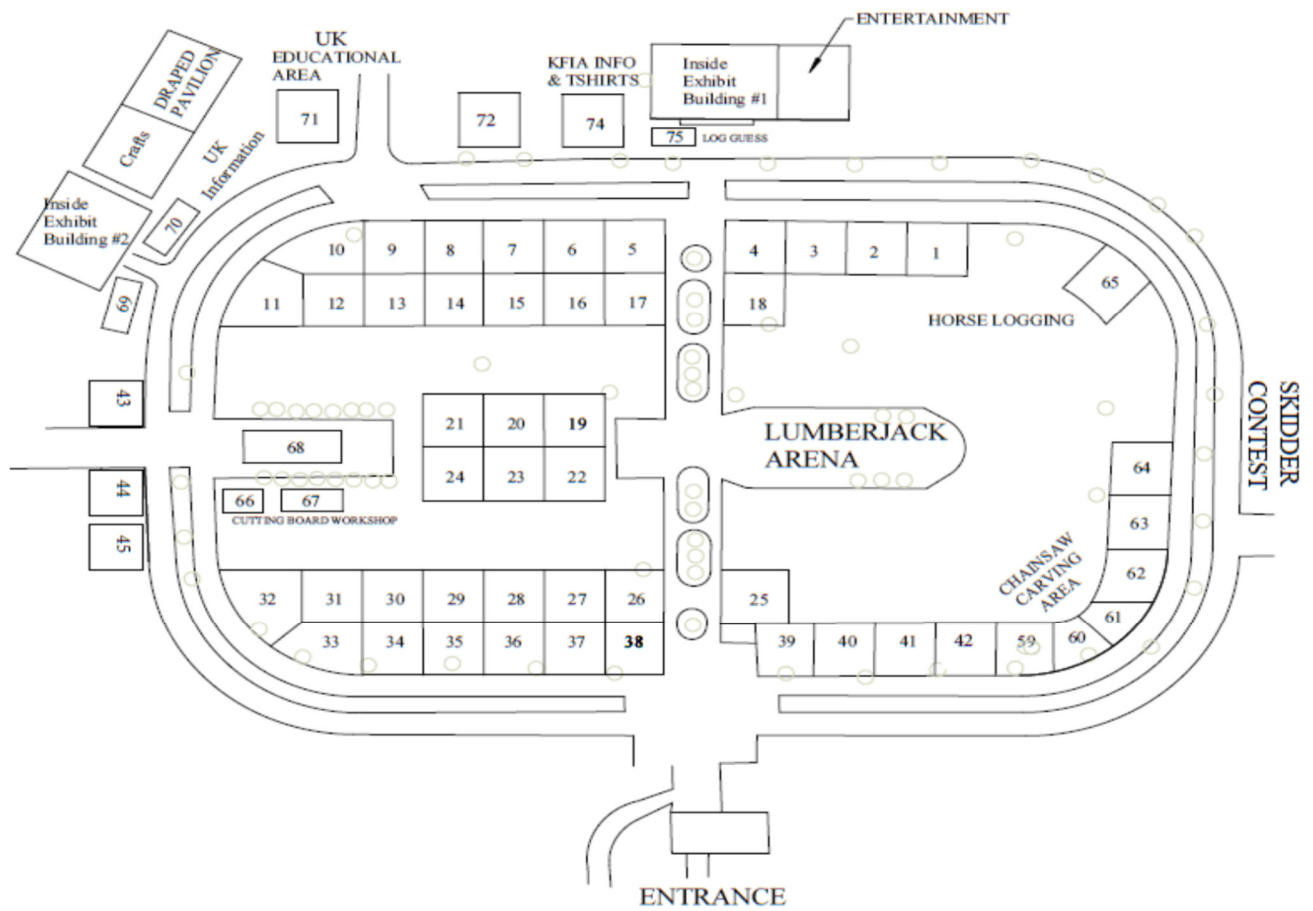 ENTERTAINMENT
UK
EDUCATIONAL
AREA
KFIA INFO
& TSHIRTS
Inside
Exhibit
Building #1
DRAPED
PAVILION
Crafts
UK
Information
71
72
74
75
LOG GUESS
Inside
Exhibit
Building #2
70
69
10
9
8
7
6
5
4
3
2
1
65
11
12
13
14
15
16
17
18
HORSE LOGGING
43
44
45
68
66
67
CUTTING BOARD WORKSHOP
21
20
19
24
23
22
LUMBERJACK
ARENA
SKIDDER
CONTEST
64
63
62
61
CHAINSAW
CARVING
AREA
32
31
30
29
28
27
26
25
33
34
35
36
37
38
39
40
41
42
59
60
ENTRANCE